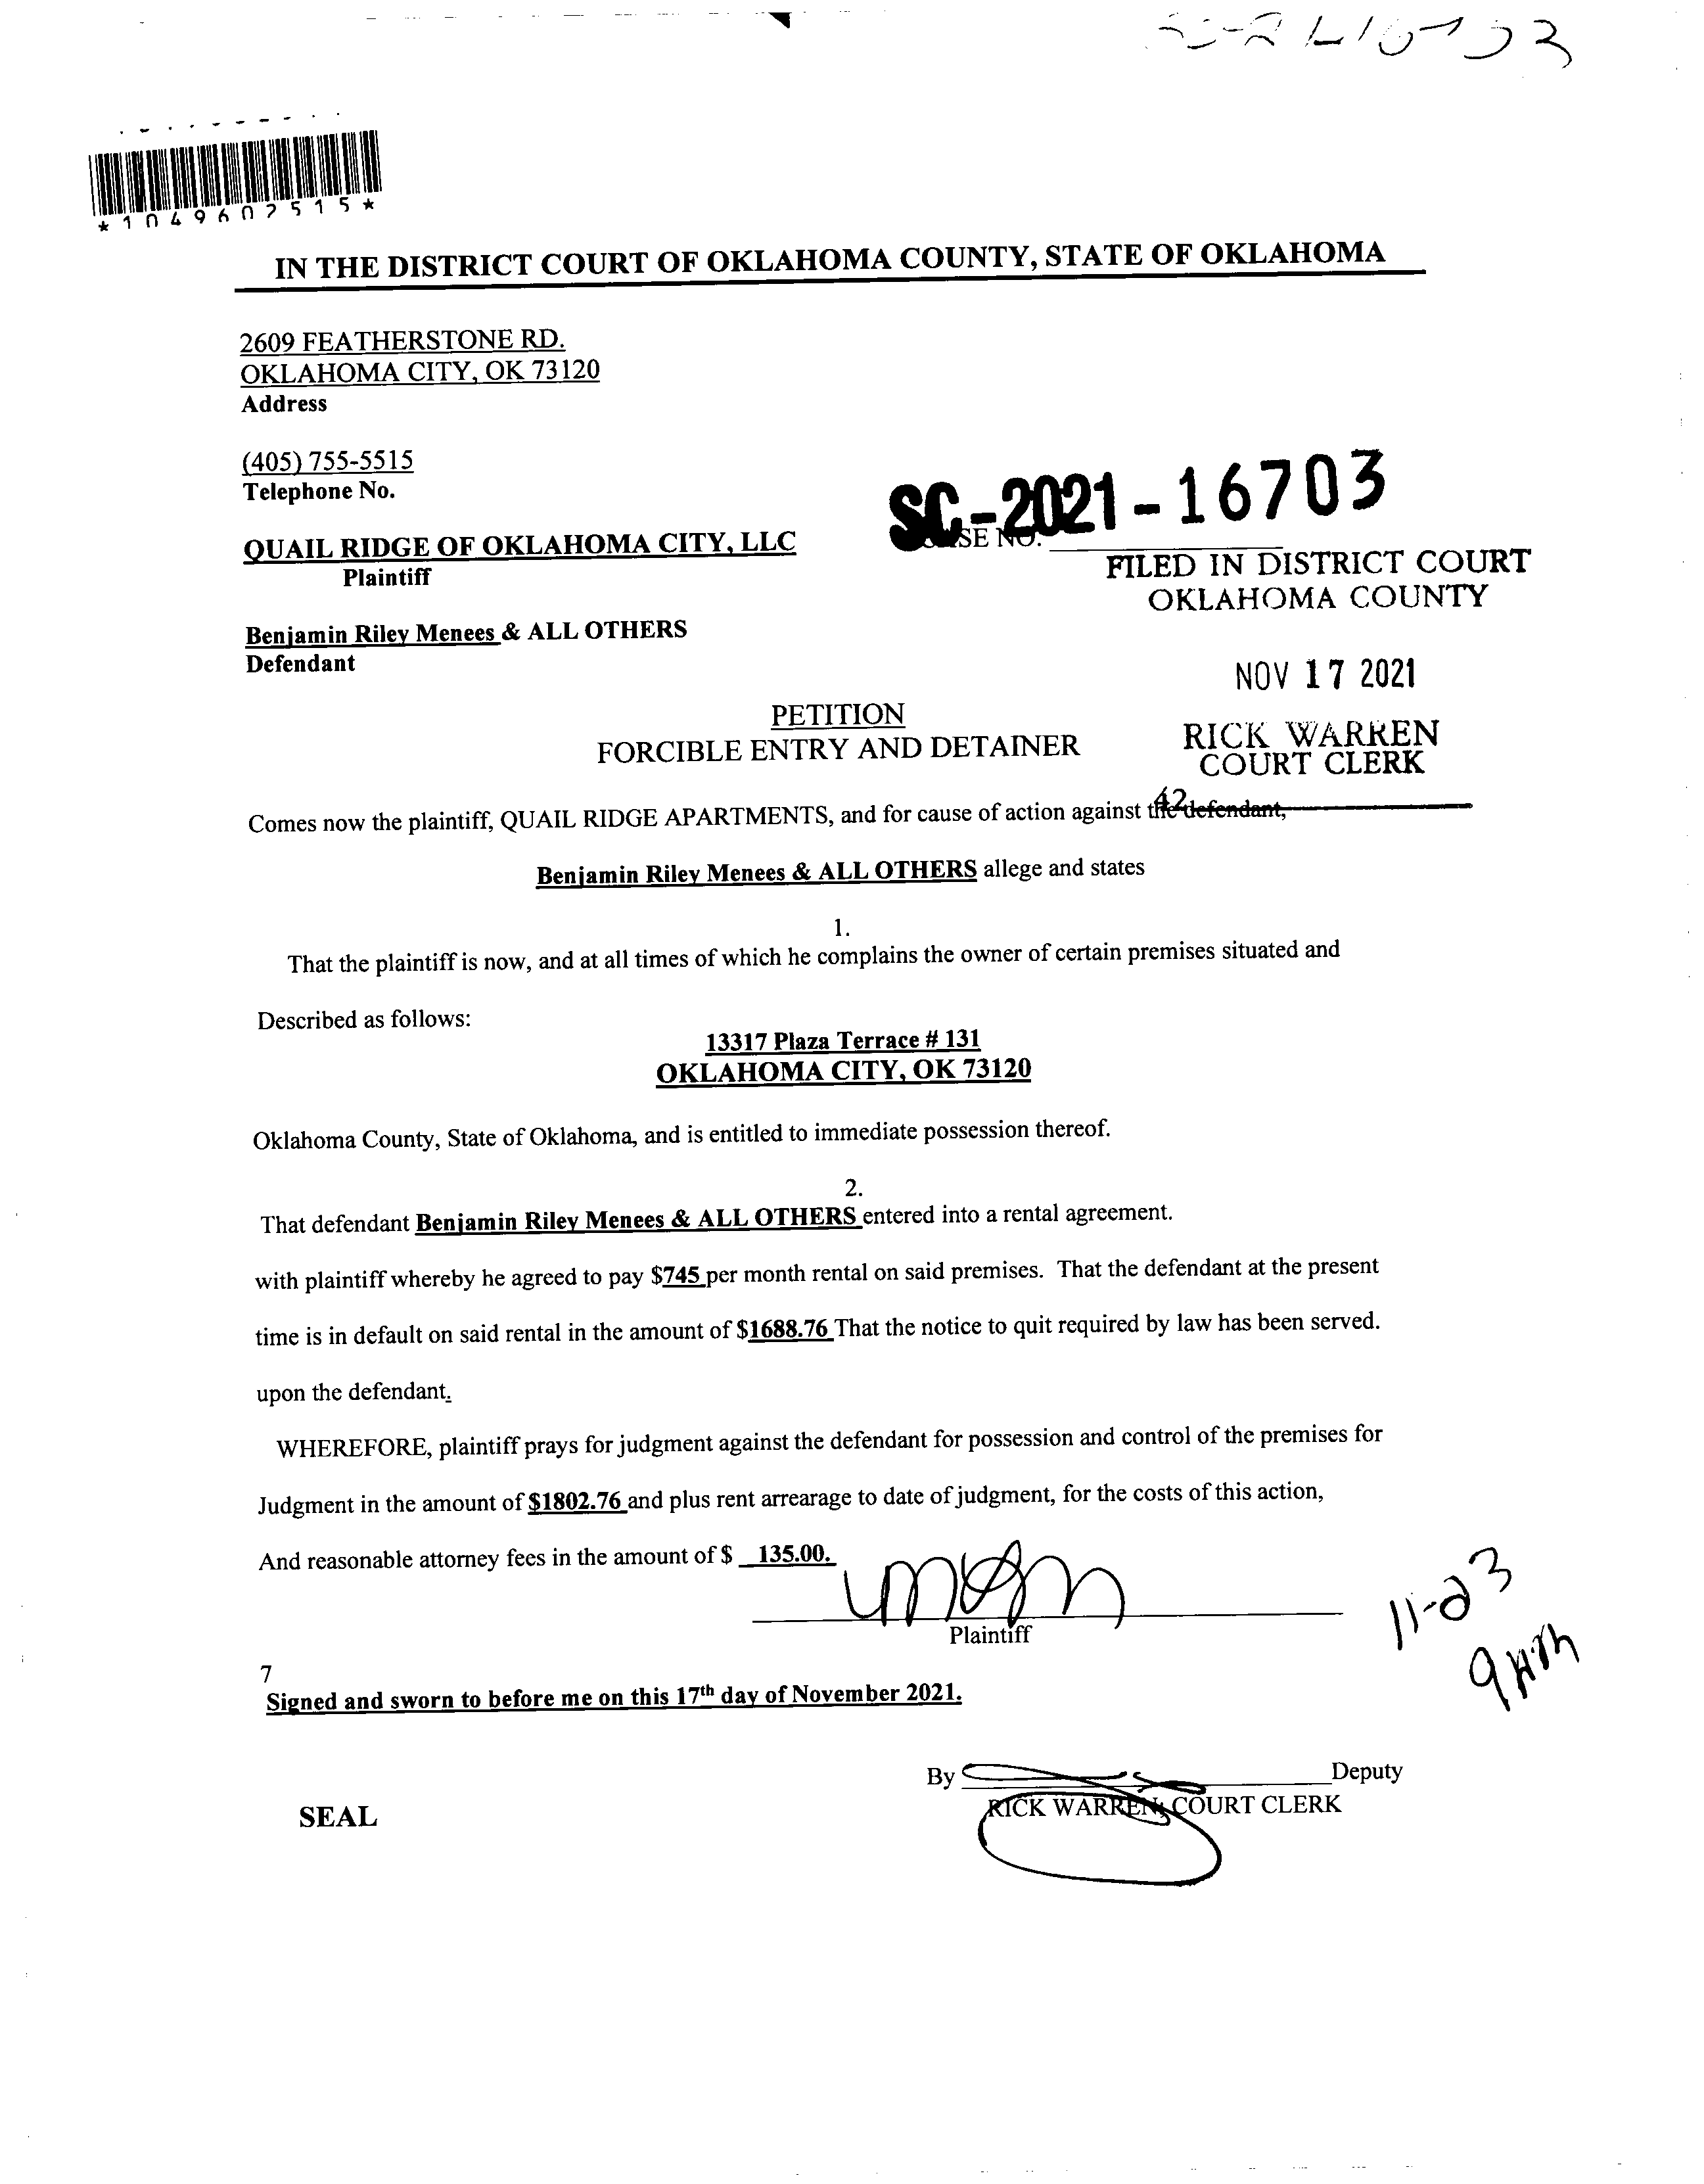 *1049602515*
IN THE DISTRICT COURT OF OKLAHOMA COUNTY, STATE OF OKLAHOMA
2609 FEATHERSTONE RD.
OKLAHOMA CITY, OK 73120
Address
(405) 755-5515
Telephone No.
SC-2021-16703
QUAIL RIDGE OF OKLAHOMA CITY, LLC
SE NO.
Plaintiff
FILED IN DISTRICT COURT
OKLAHOMA COUNTY
Benjamin Riley Menees & ALL OTHERS
Defendant
NOV 17 2021
PETITION
FORCIBLE ENTRY AND DETAINER
RICK WARREN
COURT CLERK
42
Comes now the plaintiff, QUAIL RIDGE APARTMENTS, and for cause of action against the defendant,
Benjamin Riley Menees & ALL OTHERS allege and states
1.
That the plaintiff is now, and at all times of which he complains the owner of certain premises situated and
Described as follows:
13317 Plaza Terrace # 131
OKLAHOMA CITY, OK 73120
Oklahoma County, State of Oklahoma, and is entitled to immediate possession thereof.
2.
That defendant Benjamin Riley Menees & ALL OTHERS entered into a rental agreement.
with plaintiff whereby he agreed to pay $745 per month rental on said premises. That the defendant at the present
time is in default on said rental in the amount of $1688.76 That the notice to quit required by law has been served.
upon the defendant.
WHEREFORE, plaintiff prays for judgment against the defendant for possession and control of the premises for
Judgment in the amount of $1802.76 and plus rent arrearage to date of judgment, for the costs of this action,
And reasonable attorney fees in the amount of $ 135.00.
Plaintiff
11-23
9AM
7
Signed and sworn to before me on this 17th day of November 2021.
By Deputy
RICK WARREN, COURT CLERK
SEAL